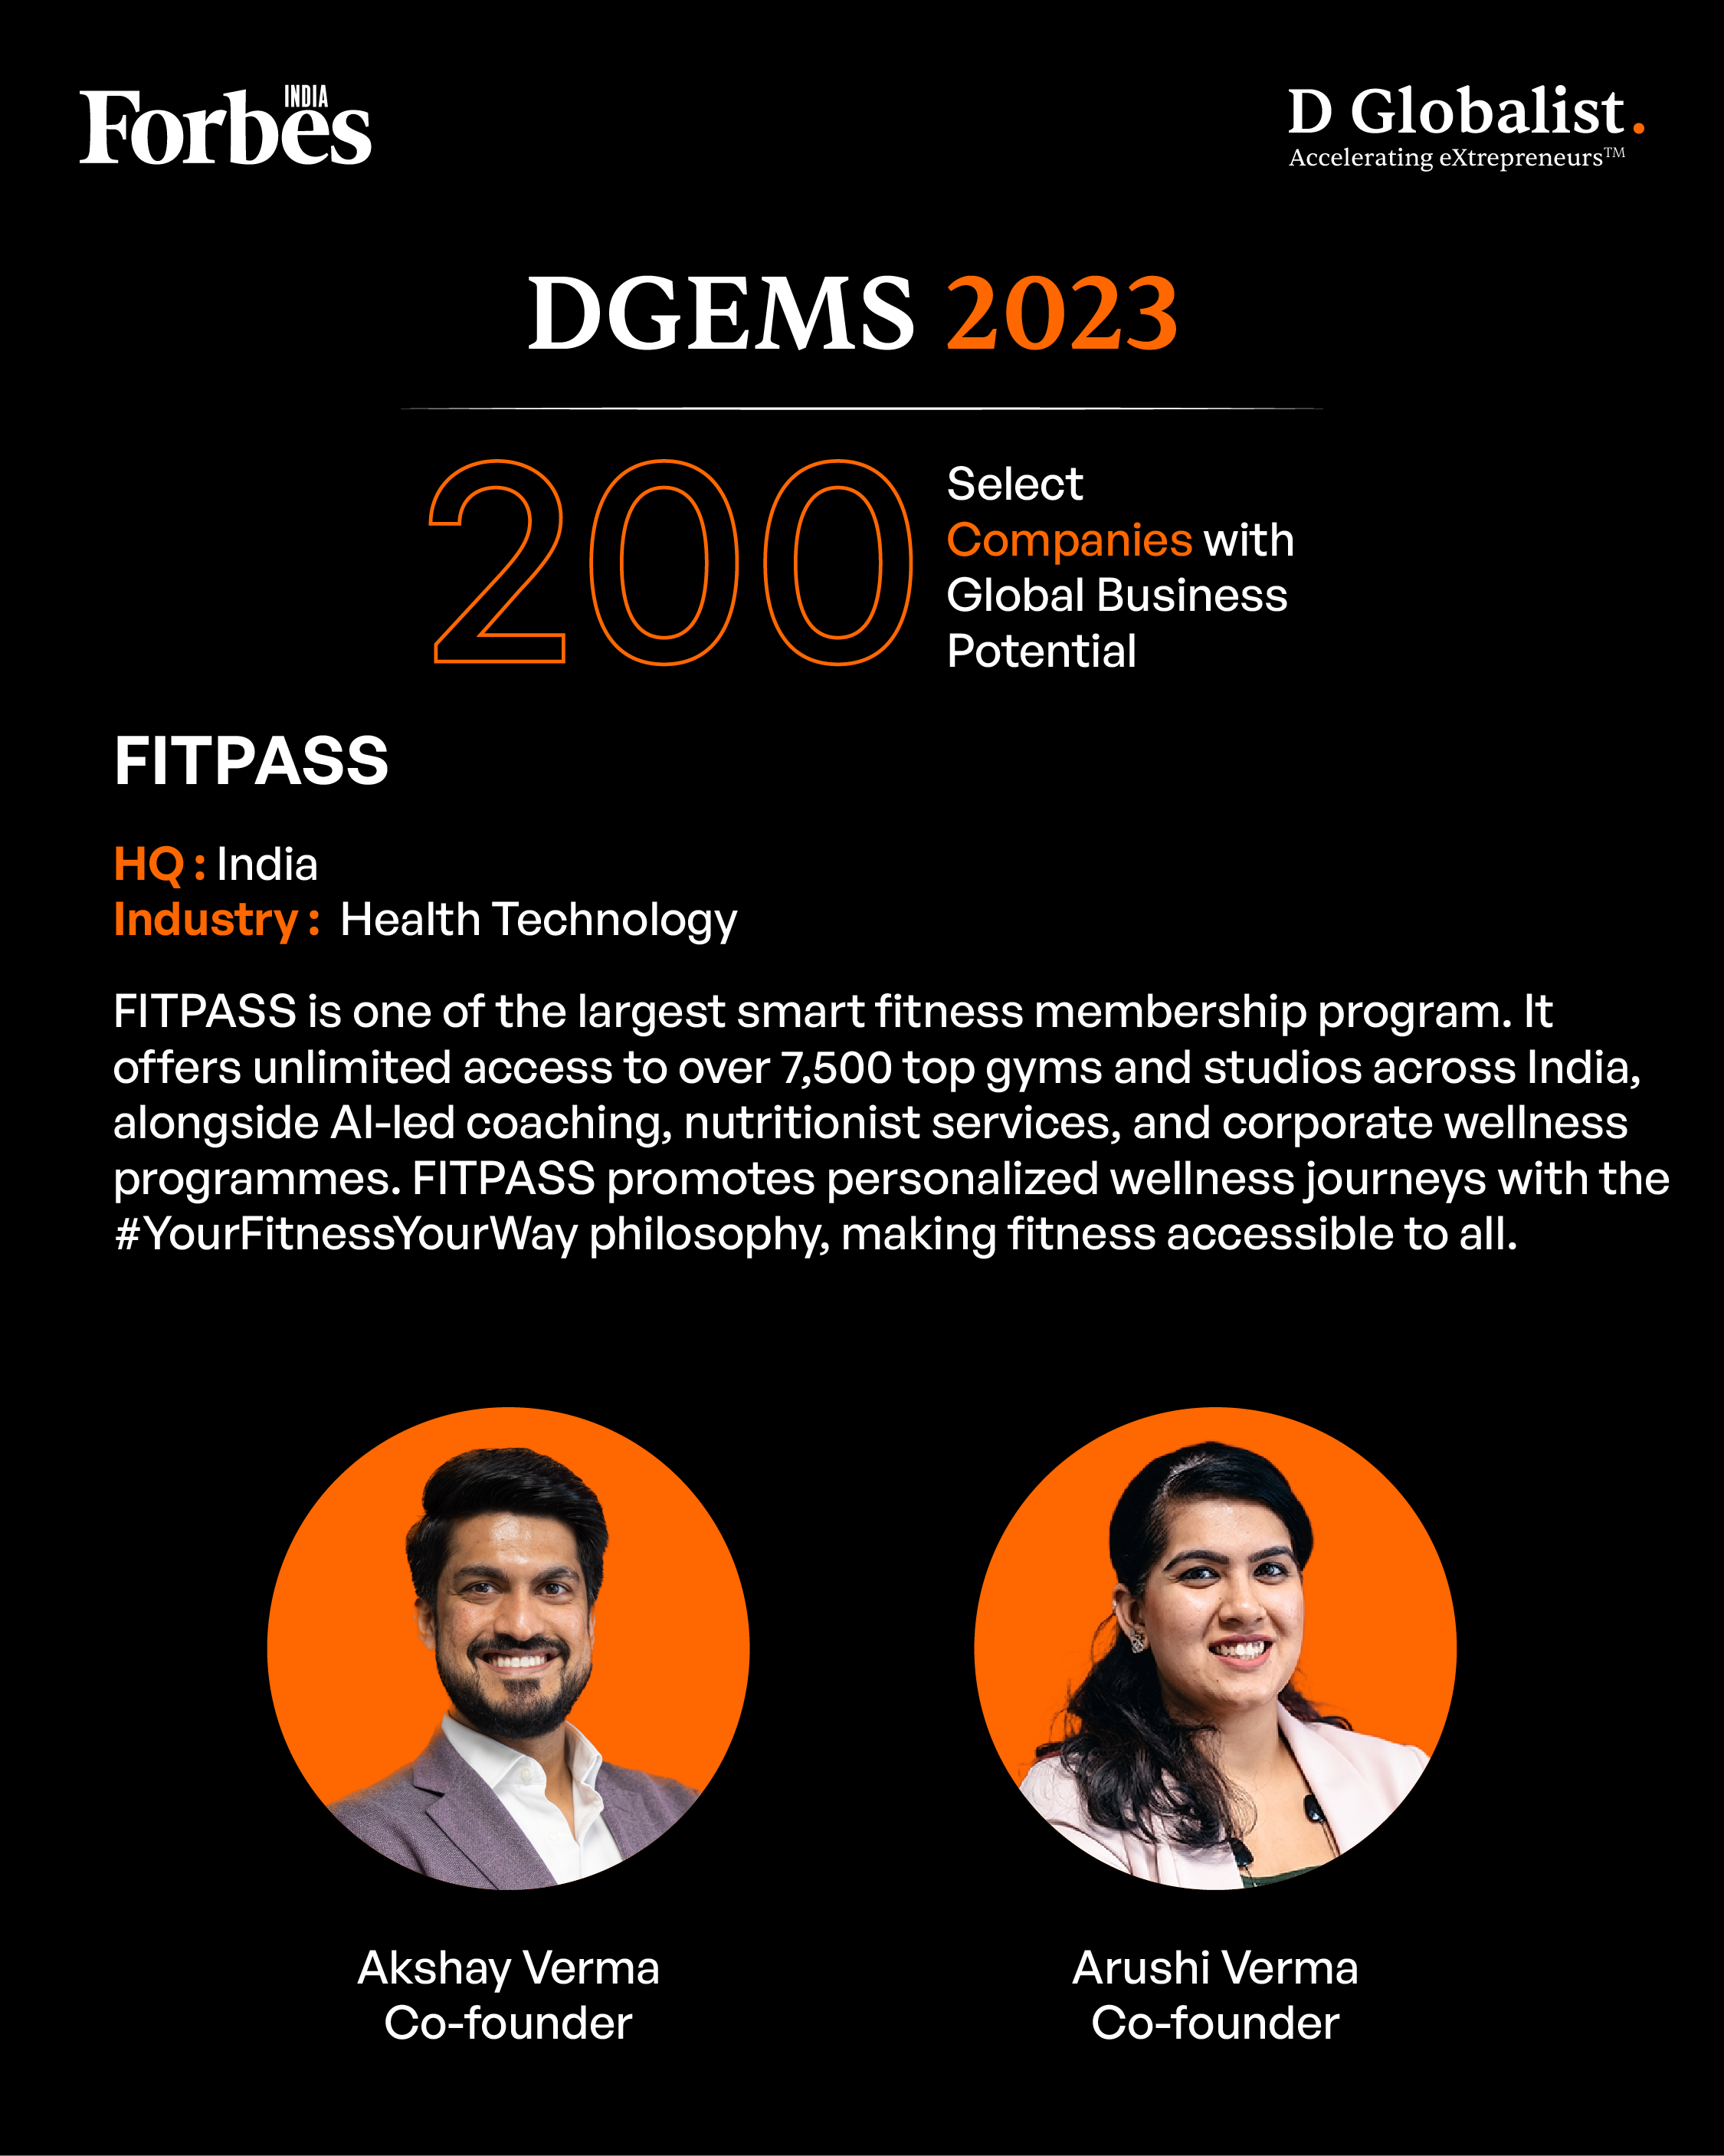 Forbes INDIA
D Globalist.
Accelerating eXtrepreneurs™
DGEMS 2023
200
Select
Companies with
Global Business
Potential
FITPASS
HQ : India
Industry : Health Technology
FITPASS is one of the largest smart fitness membership program. It
offers unlimited access to over 7,500 top gyms and studios across India,
alongside AI-led coaching, nutritionist services, and corporate wellness
programmes. FITPASS promotes personalized wellness journeys with the
#YourFitnessYourWay philosophy, making fitness accessible to all.
Akshay Verma
Co-founder
Arushi Verma
Co-founder